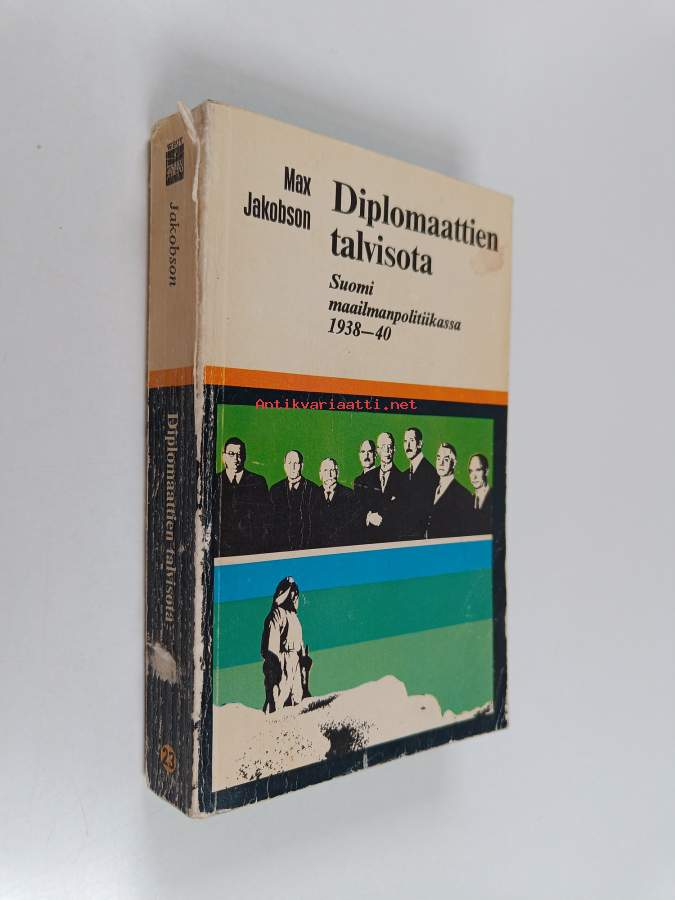 Max
Jakobson
Diplomaattien
talvisota
Suomi
maailmanpolitiikassa
1938—40
Antikvariaatti.net
Jakobson
Diplomaattien talvisota
23